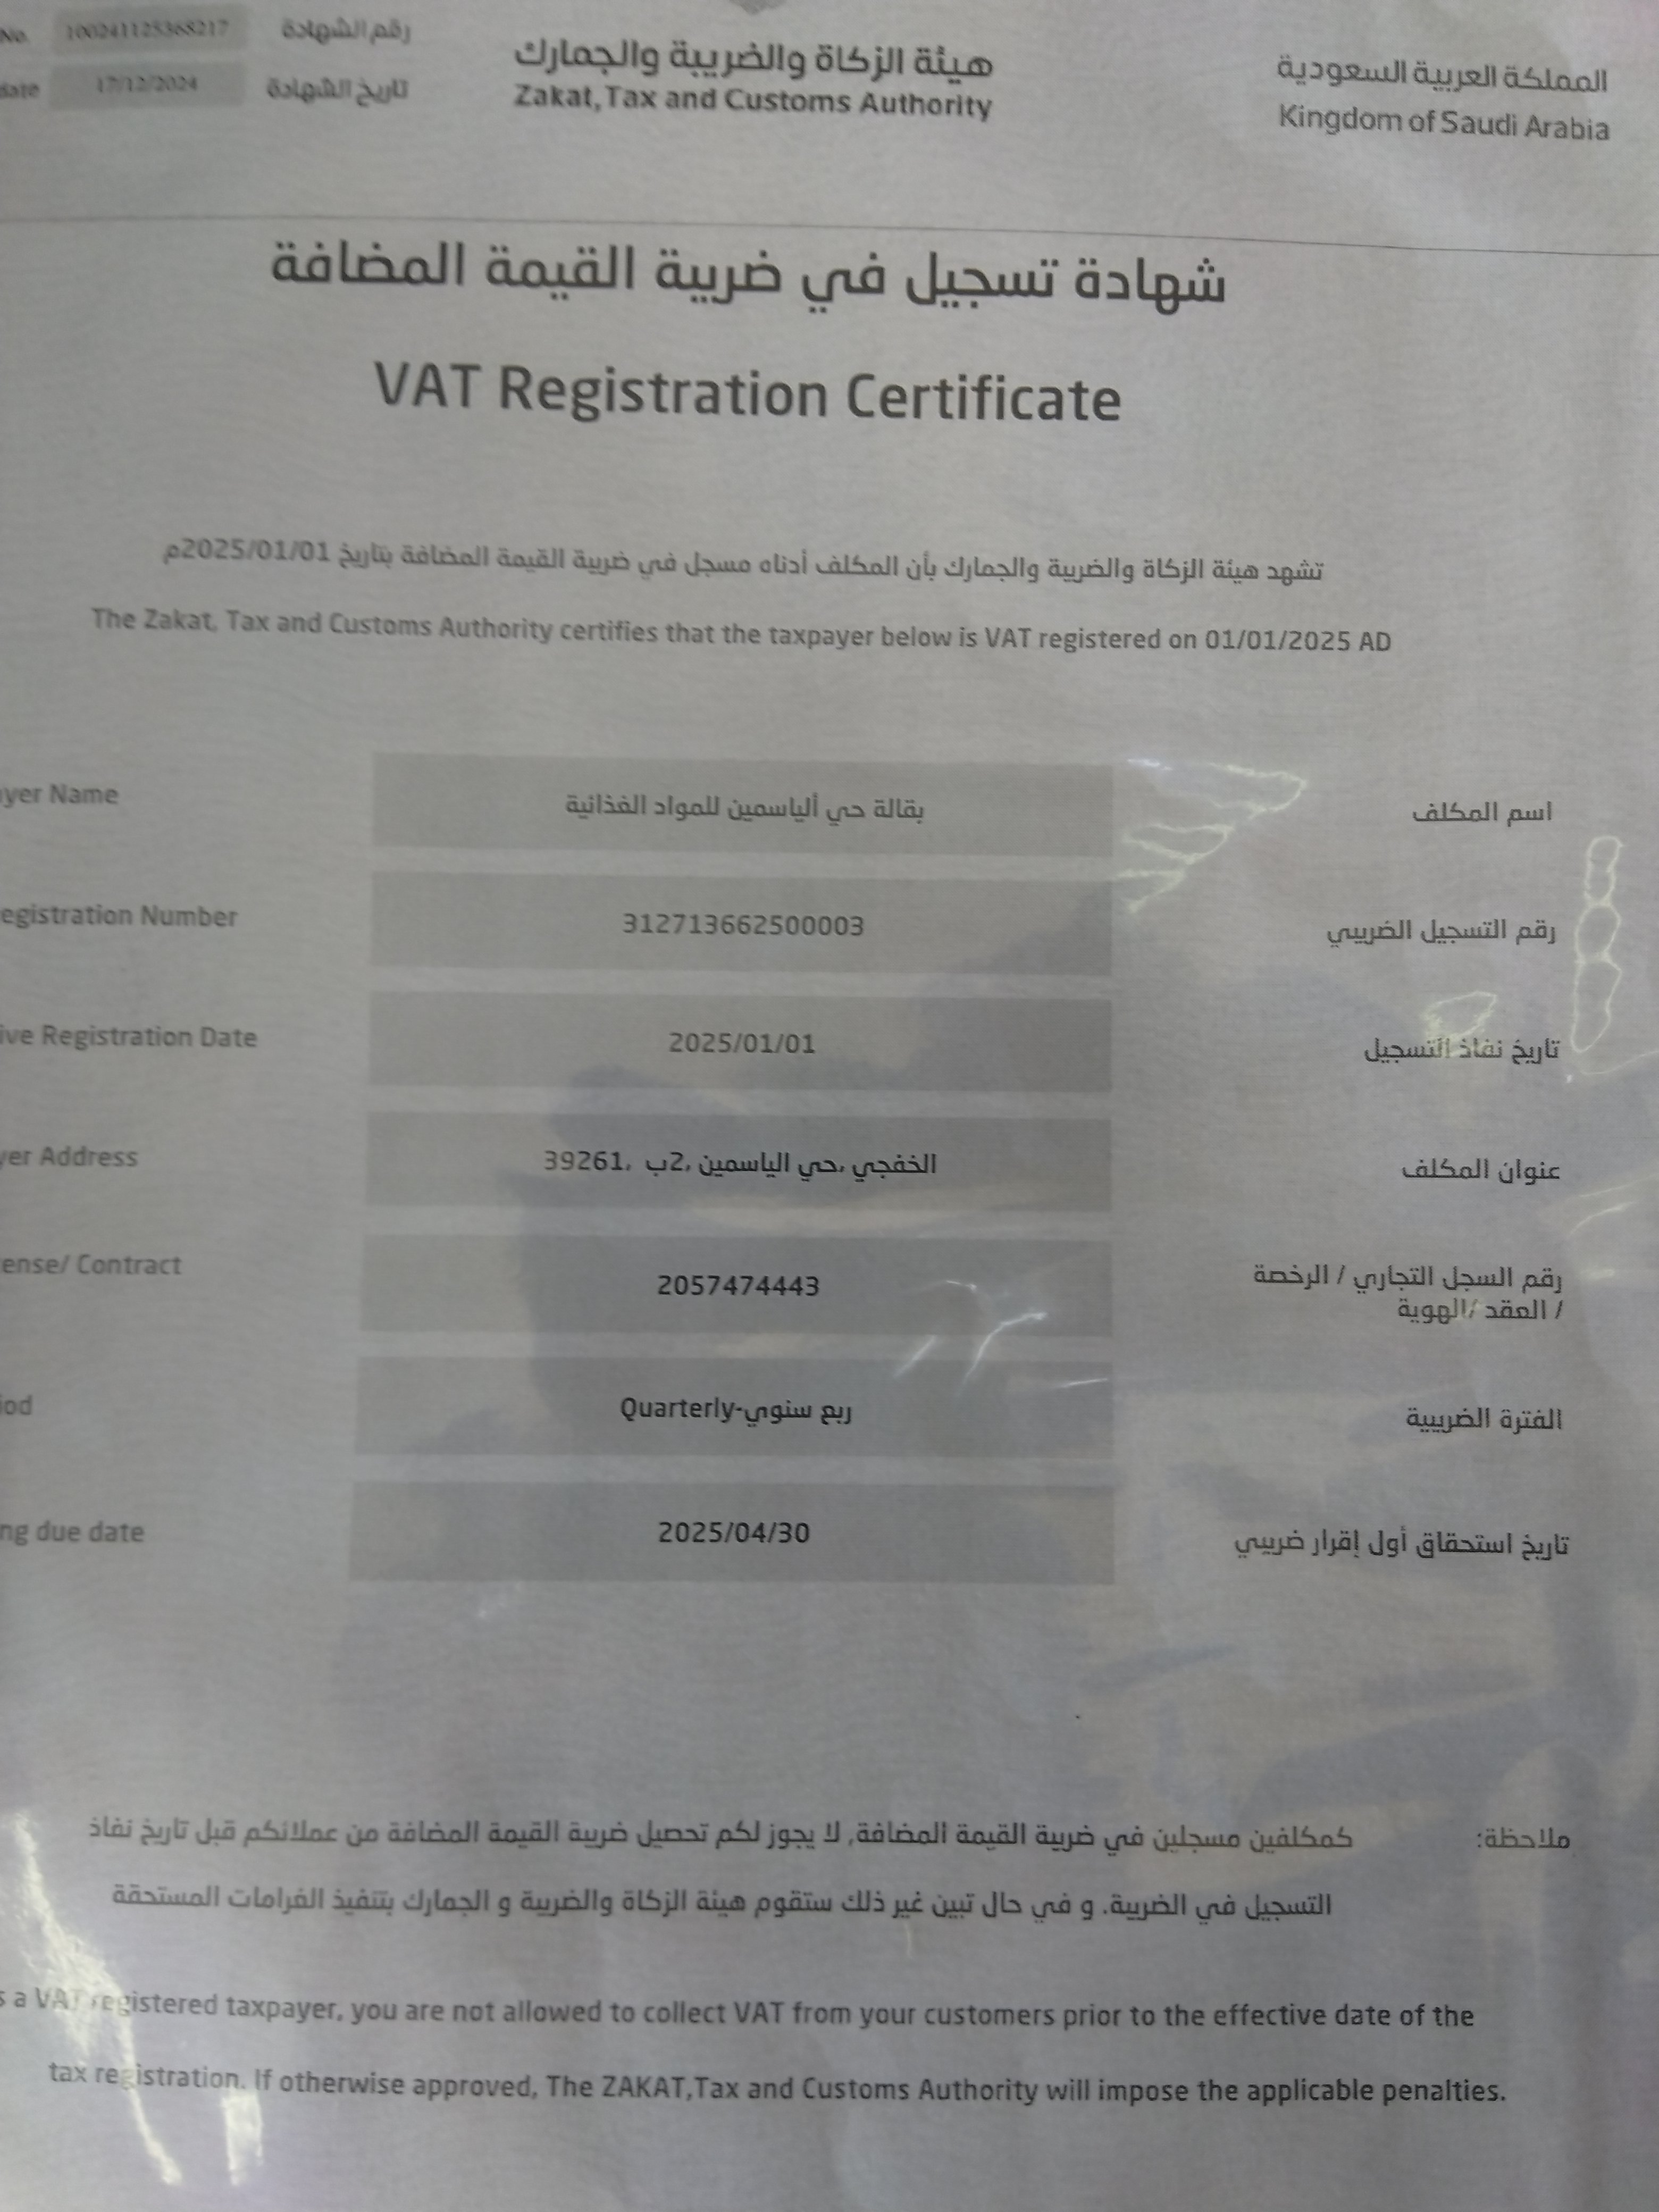 المملكة العربية السعودية
Kingdom of Saudi Arabia
هيئة الزكاة والضريبة والجمارك
Zakat, Tax and Customs Authority
No. 100241125368217 رقم الشهادة
date 17/12/2024 تاريخ الشهادة
شهادة تسجيل في ضريبة القيمة المضافة
VAT Registration Certificate
تشهد هيئة الزكاة والضريبة والجمارك بأن المكلف أدناه مسجل في ضريبة القيمة المضافة بتاريخ 2025/01/01م
The Zakat, Tax and Customs Authority certifies that the taxpayer below is VAT registered on 01/01/2025 AD
yer Name بقالة حي ألياسمين للمواد الغذائية اسم المكلف
egistration Number 312713662500003 رقم التسجيل الضريبي
ive Registration Date 2025/01/01 تاريخ نفاذ التسجيل
yer Address الخفجي ,حي الياسمين ,2ب ,39261 عنوان المكلف
ense/ Contract 2057474443 رقم السجل التجاري / الرخصة
/ العقد /الهوية
iod Quarterly-ربع سنوي الفترة الضريبية
ng due date 2025/04/30 تاريخ استحقاق أول إقرار ضريبي
ملاحظة: كمكلفين مسجلين في ضريبة القيمة المضافة, لا يجوز لكم تحصيل ضريبة القيمة المضافة من عملائكم قبل تاريخ نفاذ
التسجيل في الضريبة. و في حال تبين غير ذلك ستقوم هيئة الزكاة والضريبة و الجمارك بتنفيذ الغرامات المستحقة
s a VAT registered taxpayer, you are not allowed to collect VAT from your customers prior to the effective date of the
tax registration. If otherwise approved, The ZAKAT,Tax and Customs Authority will impose the applicable penalties.